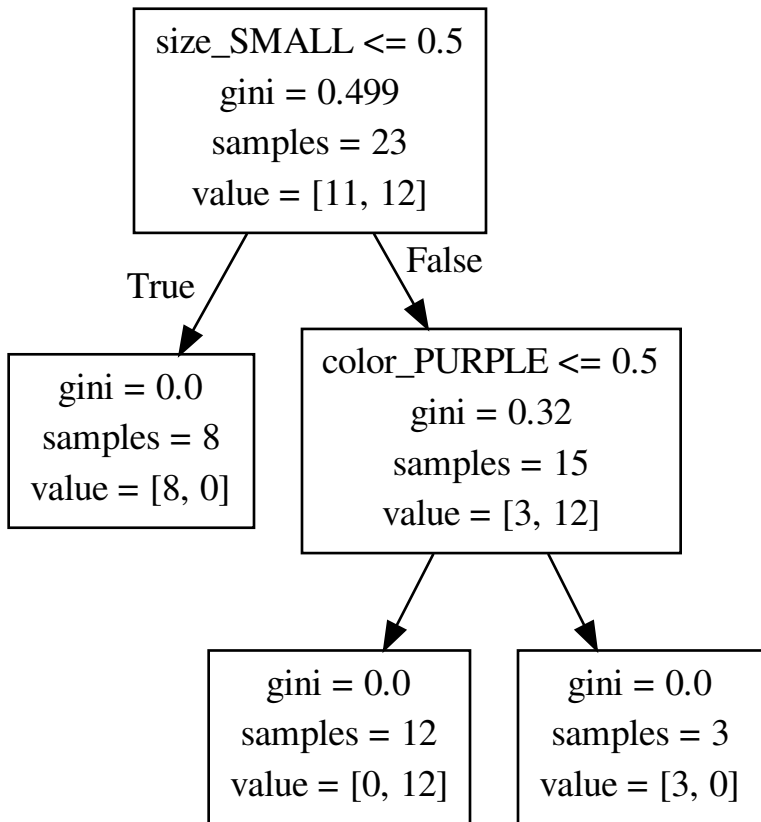 size_SMALL <= 0.5
gini = 0.499
samples = 23
value = [11, 12]
True
False
gini = 0.0
samples = 8
value = [8, 0]
color_PURPLE <= 0.5
gini = 0.32
samples = 15
value = [3, 12]
gini = 0.0
samples = 12
value = [0, 12]
gini = 0.0
samples = 3
value = [3, 0]